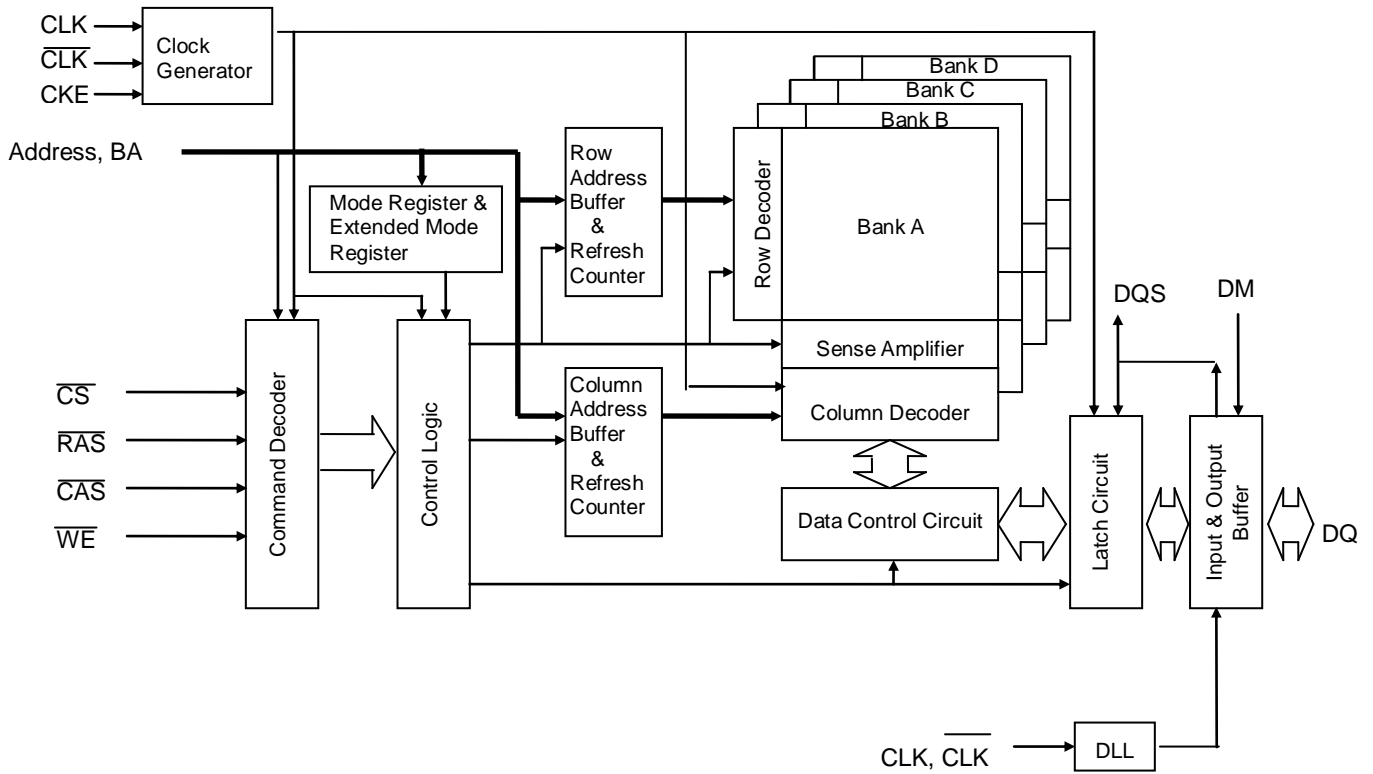 CLK
CLK
CKE
Clock
Generator
Address, BA
Mode Register &
Extended Mode
Register
Row
Address
Buffer
&
Refresh
Counter
Row Decoder
Bank D
Bank C
Bank B
Bank A
Sense Amplifier
Column Decoder
DQS
DM
CS
RAS
CAS
WE
Command Decoder
Control Logic
Column
Address
Buffer
&
Refresh
Counter
Data Control Circuit
Latch Circuit
Input & Output
Buffer
DQ
CLK, CLK
DLL